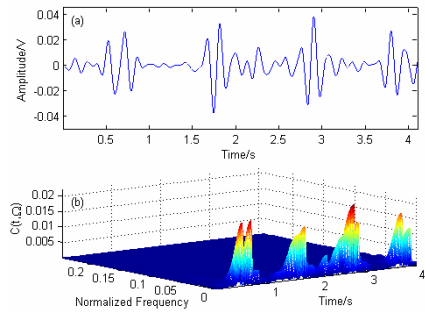 (a)
Amplitude/V
0.04
0.02
0
-0.02
-0.04
0.5 1 1.5 2 2.5 3 3.5 4
Time/s
(b)
C(t,Ω)
0.02
0.015
0.01
0.005
0.2 0.15 0.1 0.05 0
Normalized Frequency
1 2 3 4
Time/s